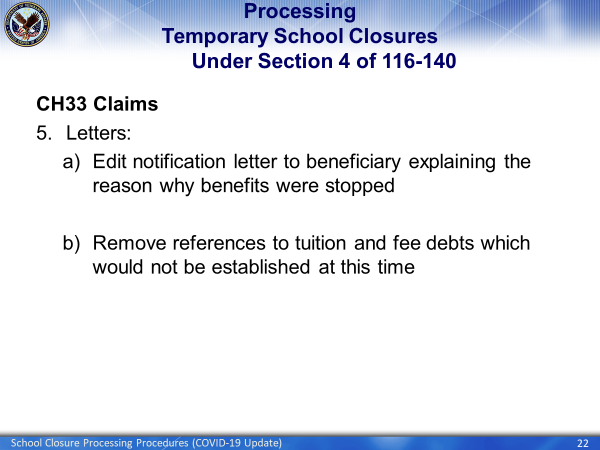 Processing
Temporary School Closures
Under Section 4 of 116-140
CH33 Claims
5. Letters:
a) Edit notification letter to beneficiary explaining the
reason why benefits were stopped
b) Remove references to tuition and fee debts which
would not be established at this time
School Closure Processing Procedures (COVID-19 Update)
22